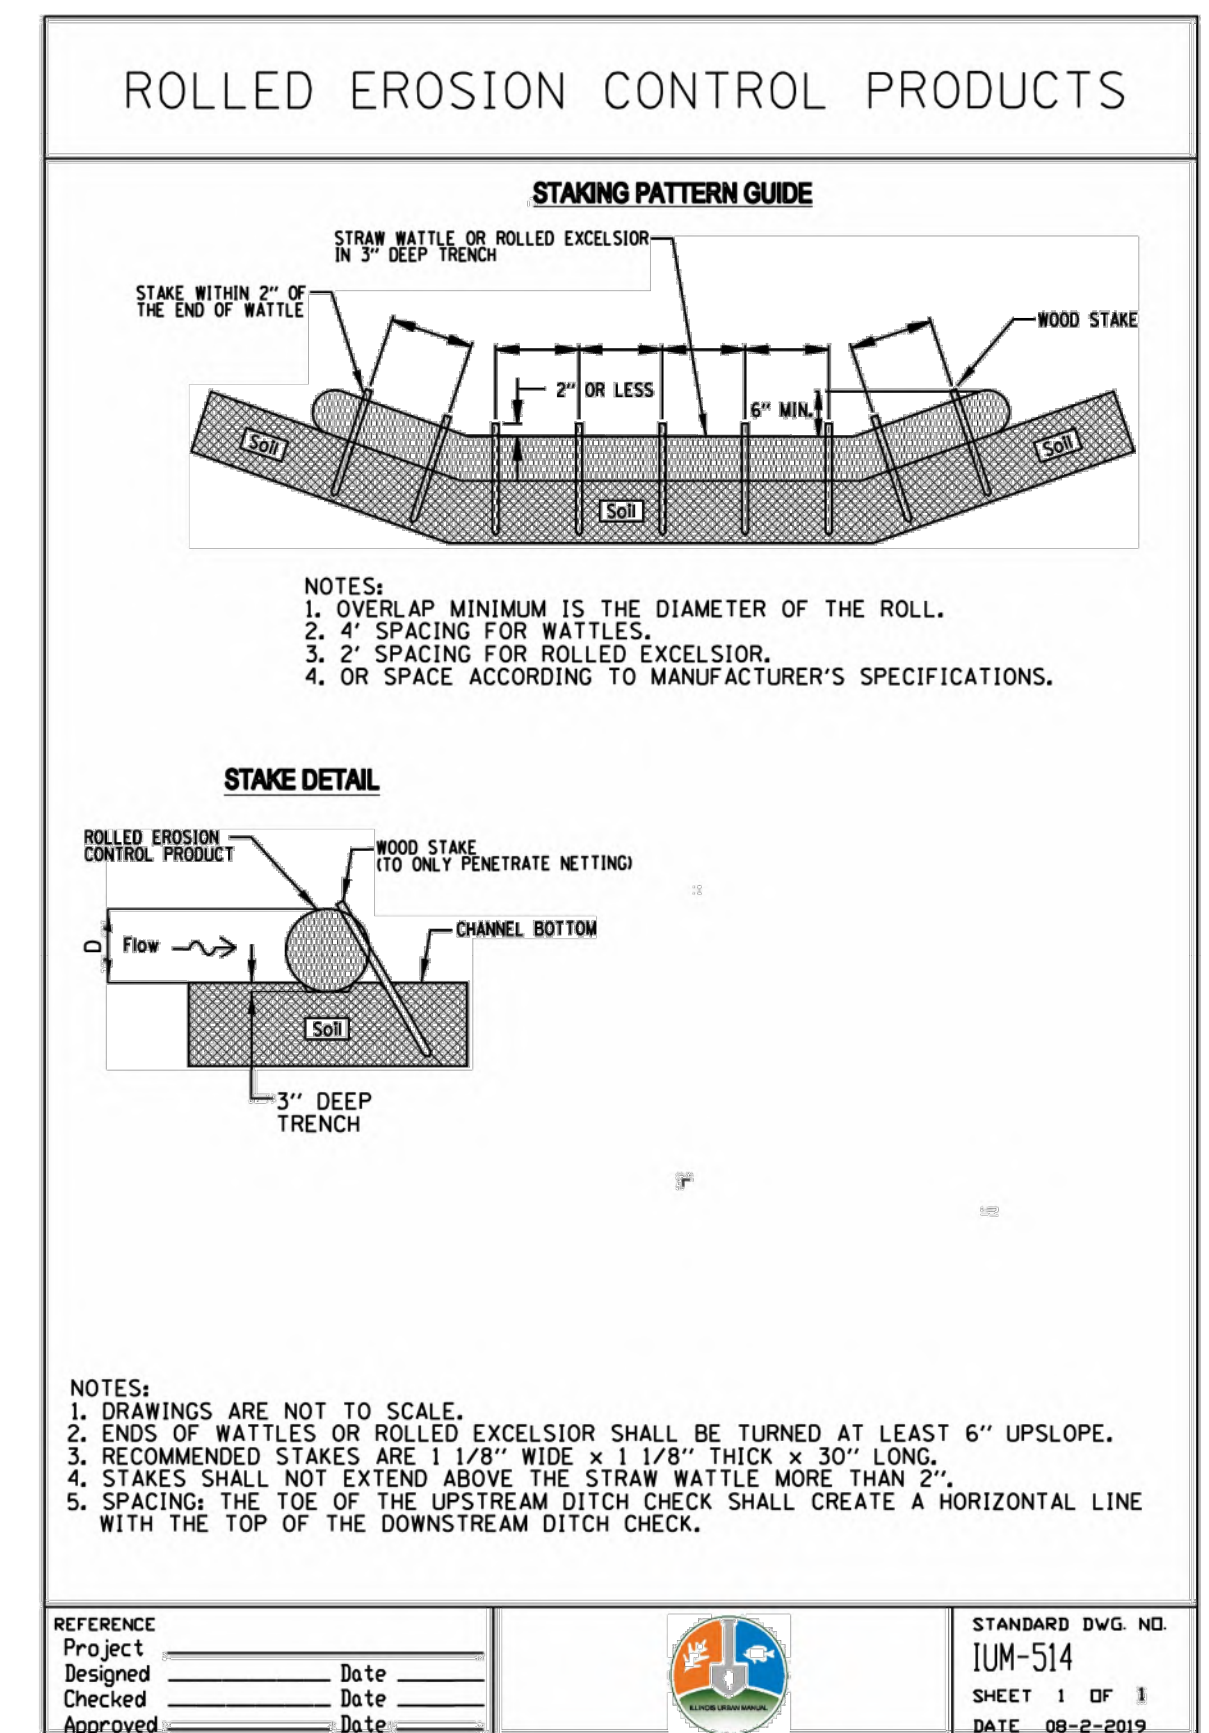 ROLLED EROSION CONTROL PRODUCTS
STAKING PATTERN GUIDE
STRAW WATTLE OR ROLLED EXCELSIOR
IN 3" DEEP TRENCH
STAKE WITHIN 2" OF
THE END OF WATTLE
WOOD STAKE
2" OR LESS
6" MIN.
Soil
Soil
Soil
NOTES:
1. OVERLAP MINIMUM IS THE DIAMETER OF THE ROLL.
2. 4' SPACING FOR WATTLES.
3. 2' SPACING FOR ROLLED EXCELSIOR.
4. OR SPACE ACCORDING TO MANUFACTURER'S SPECIFICATIONS.
STAKE DETAIL
ROLLED EROSION
CONTROL PRODUCT
WOOD STAKE
(TO ONLY PENETRATE NETTING)
CHANNEL BOTTOM
D
Flow
Soil
3" DEEP
TRENCH
NOTES:
1. DRAWINGS ARE NOT TO SCALE.
2. ENDS OF WATTLES OR ROLLED EXCELSIOR SHALL BE TURNED AT LEAST 6" UPSLOPE.
3. RECOMMENDED STAKES ARE 1 1/8" WIDE x 1 1/8" THICK x 30" LONG.
4. STAKES SHALL NOT EXTEND ABOVE THE STRAW WATTLE MORE THAN 2".
5. SPACING: THE TOE OF THE UPSTREAM DITCH CHECK SHALL CREATE A HORIZONTAL LINE
WITH THE TOP OF THE DOWNSTREAM DITCH CHECK.
REFERENCE
Project
Designed Date
Checked Date
Approved Date
ILLINOIS URBAN MANUAL
STANDARD DWG. NO.
IUM-514
SHEET 1 OF 1
DATE 08-2-2019